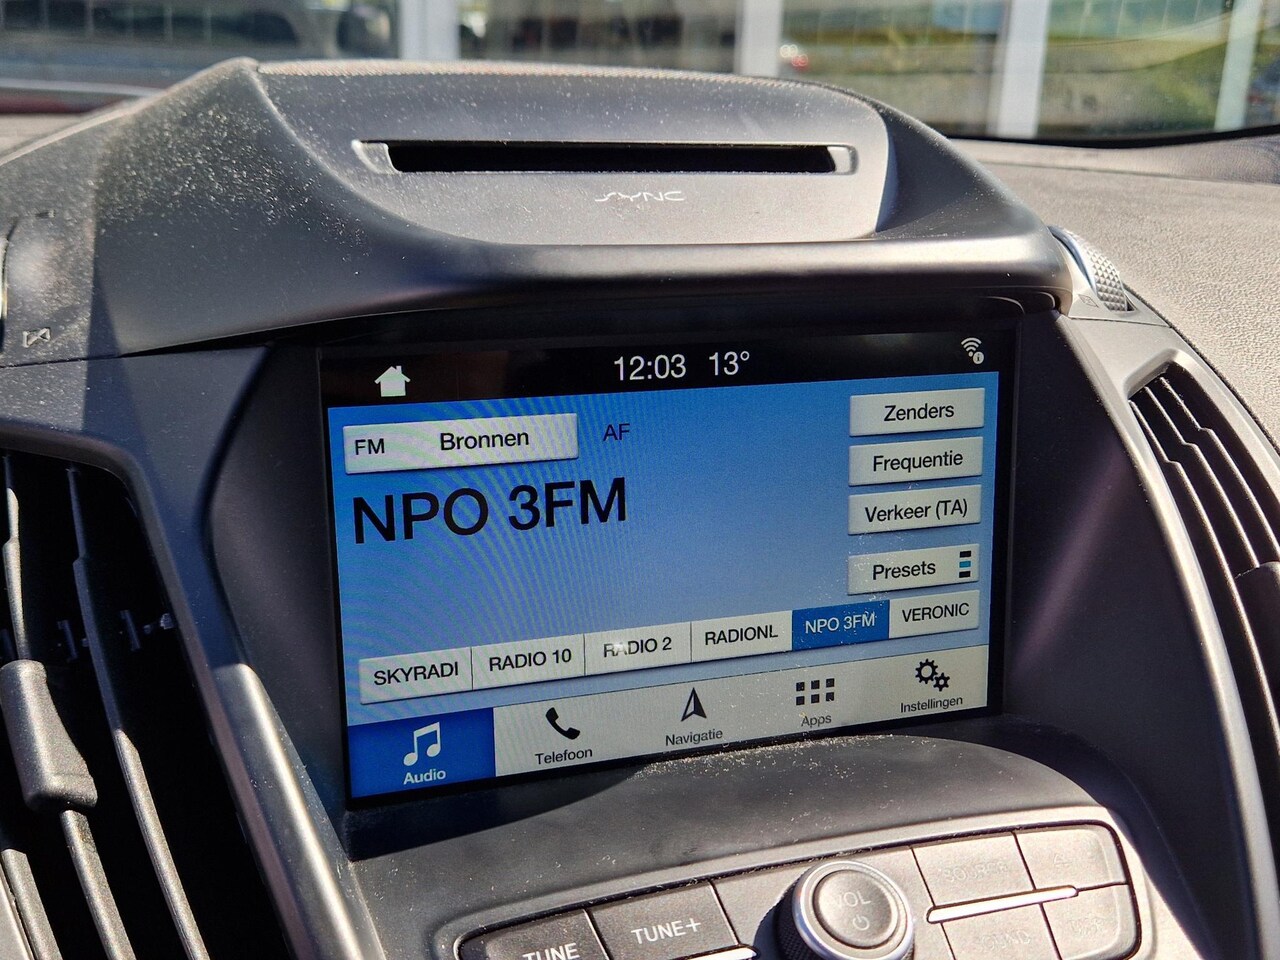 SYNC
12:03 13°
FM Bronnen AF
Zenders
NPO 3FM
Frequentie
Verkeer (TA)
Presets
SKYRADI RADIO 10 RADIO 2 RADIONL NPO 3FM VERONIC
Audio Telefoon Navigatie Apps Instellingen
VOL SOURCE
TUNE TUNE+